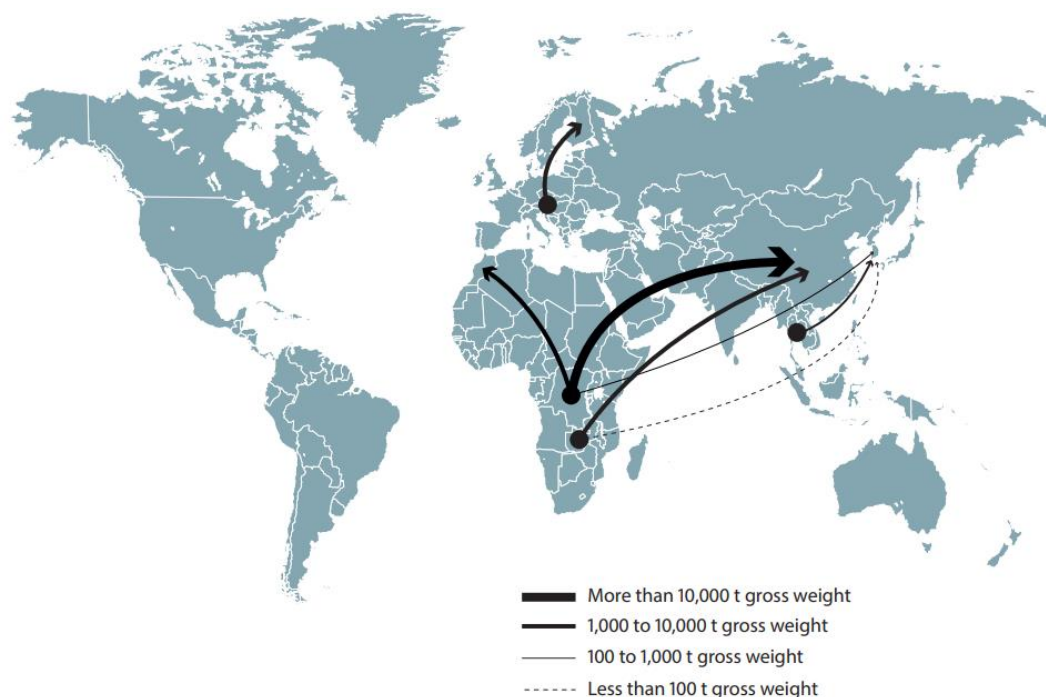 More than 10,000 t gross weight
1,000 to 10,000 t gross weight
100 to 1,000 t gross weight
Less than 100 t gross weight